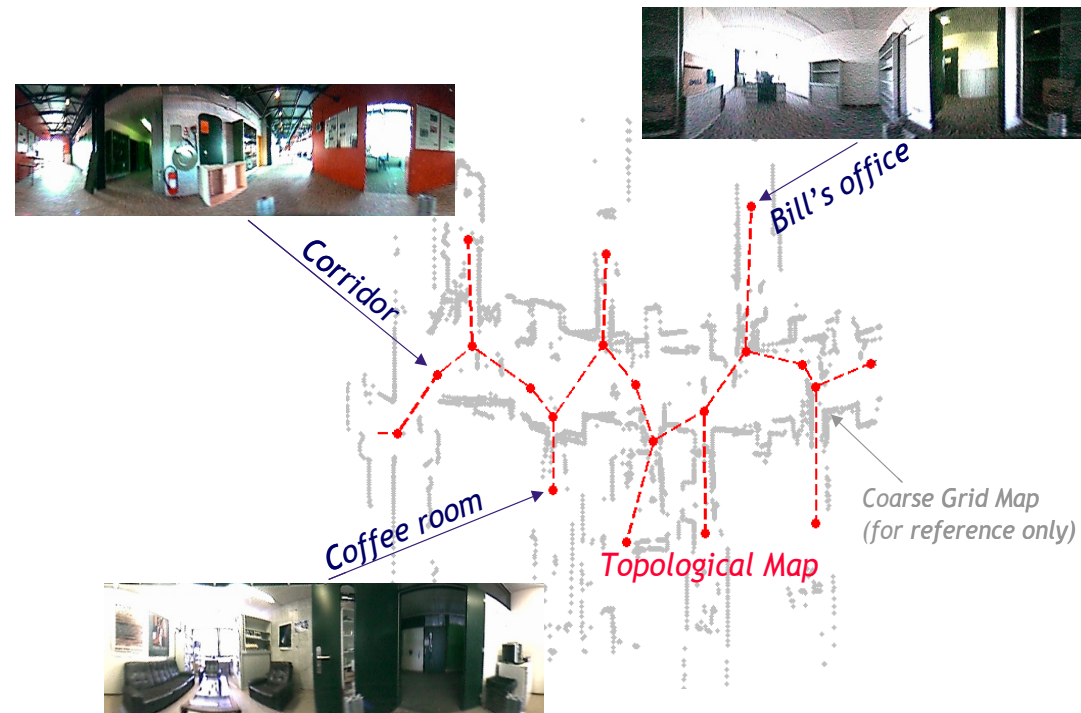 Bill's office
Corridor
Coarse Grid Map
(for reference only)
Coffee room
Topological Map